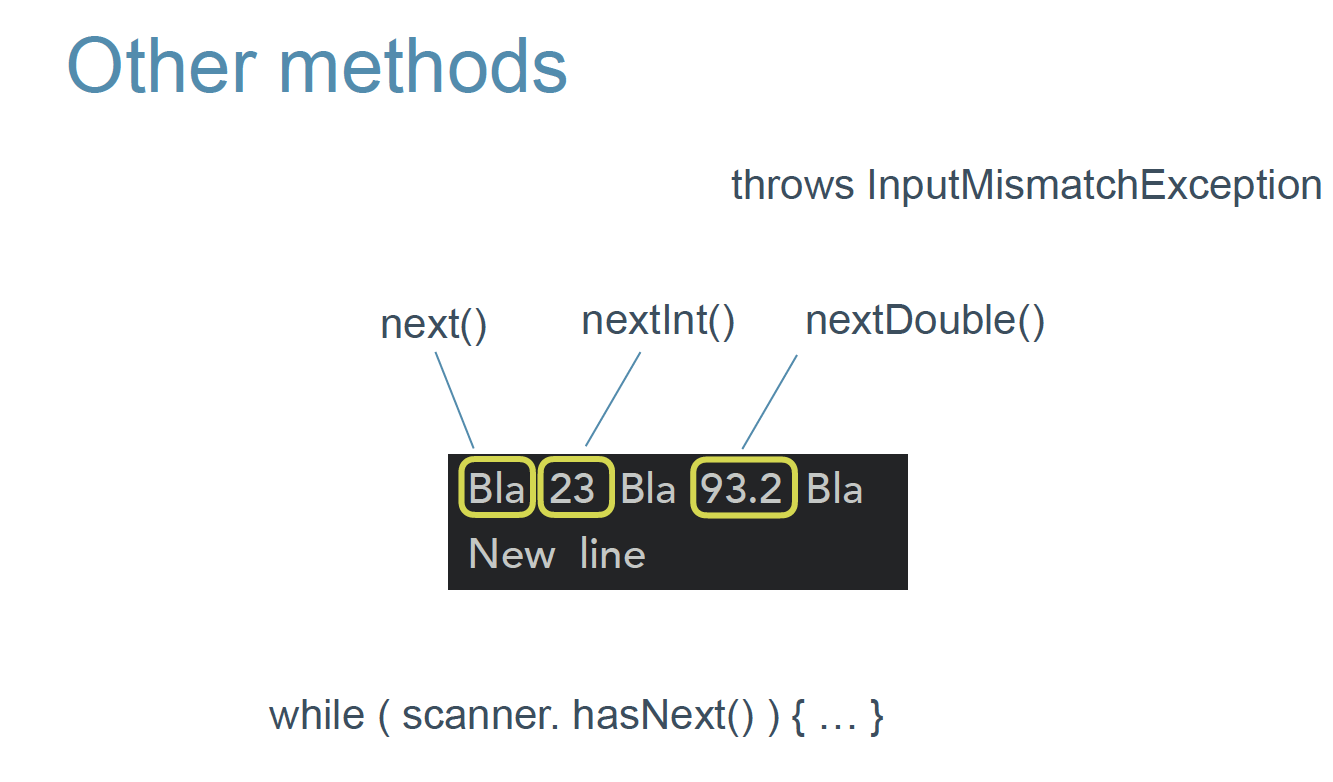 Other methods
throws InputMismatchException
next() nextInt() nextDouble()
Bla 23 Bla 93.2 Bla
New line
while ( scanner. hasNext() ) { … }